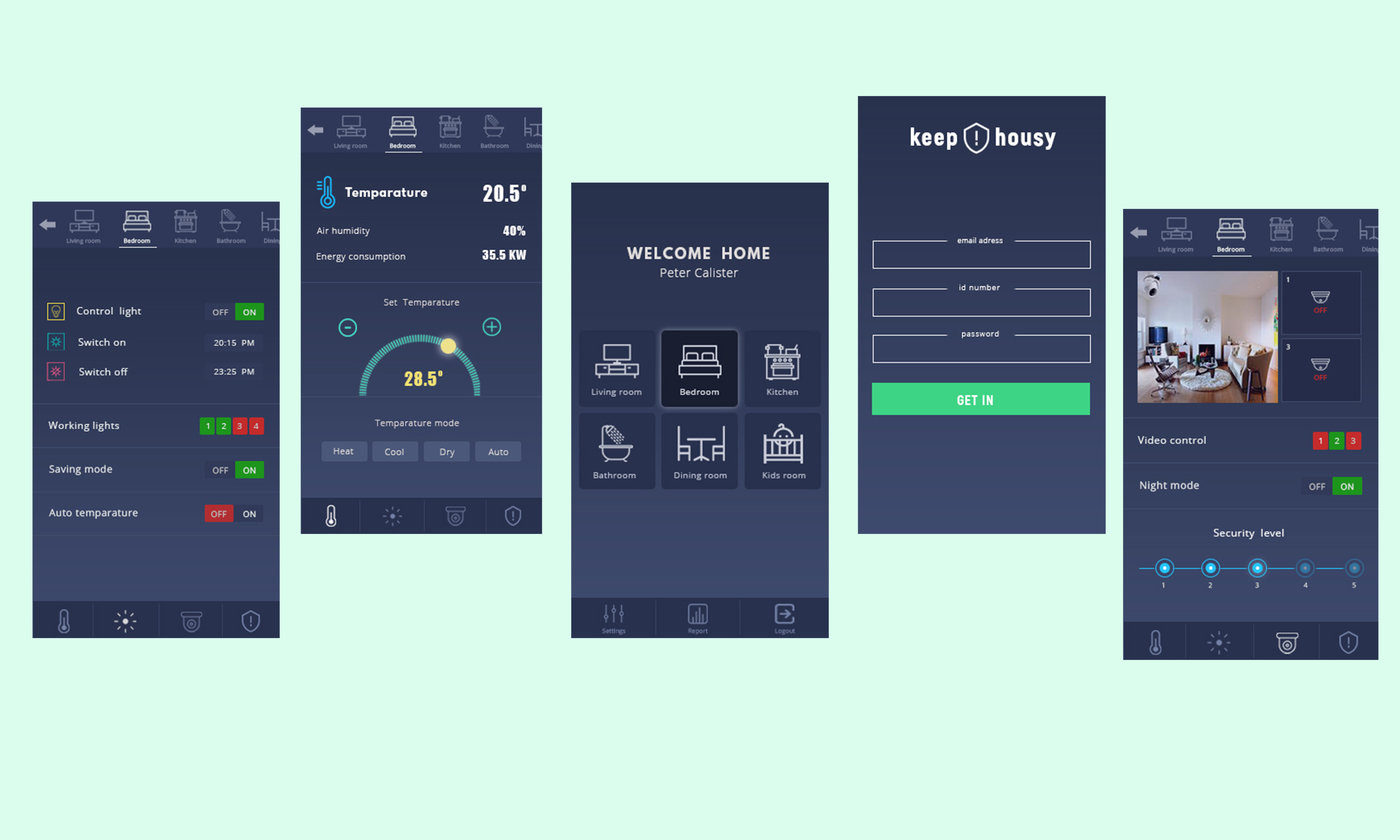 Living room Bedroom Kitchen Bathroom Dinin
Control light OFF ON
Switch on 20:15 PM
Switch off 23:25 PM
Working lights 1 2 3 4
Saving mode OFF ON
Auto temparature OFF ON
Living room Bedroom Kitchen Bathroom Dinin
Temparature 20.5°
Air humidity 40%
Energy consumption 35.5 KW
Set Temparature
28.5°
Temparature mode
Heat Cool Dry Auto
WELCOME HOME
Peter Calister
Living room Bedroom Kitchen
Bathroom Dining room Kids room
Settings Report Logout
keep ! housy
email adress
id number
password
GET IN
Living room Bedroom Kitchen Bathroom Dinin
1
OFF
3
OFF
Video control 1 2 3
Night mode OFF ON
Security level
1 2 3 4 5